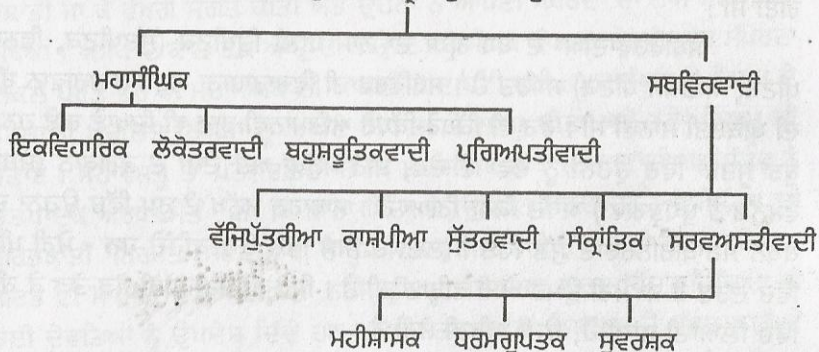 ਮਹਾਸੰਘਿਕ ਸਥਵਿਰਵਾਦੀ
ਇਕਵਿਹਾਰਿਕ ਲੋਕੋਤਰਵਾਦੀ ਬਹੁਸ਼ਰੁਤਿਕਵਾਦੀ ਪ੍ਰਗਿਅਪਤੀਵਾਦੀ
ਵੱਜਿਪੁੱਤਰੀਆ ਕਾਸ਼ਪੀਆ ਸੁੱਤਰਵਾਦੀ ਸੰਕ੍ਰਾਂਤਿਕ ਸਰਵਅਸਤੀਵਾਦੀ
ਮਹੀਸ਼ਾਸਕ ਧਰਮਗੁਪਤਕ ਸੁਵਰਸ਼ਕ